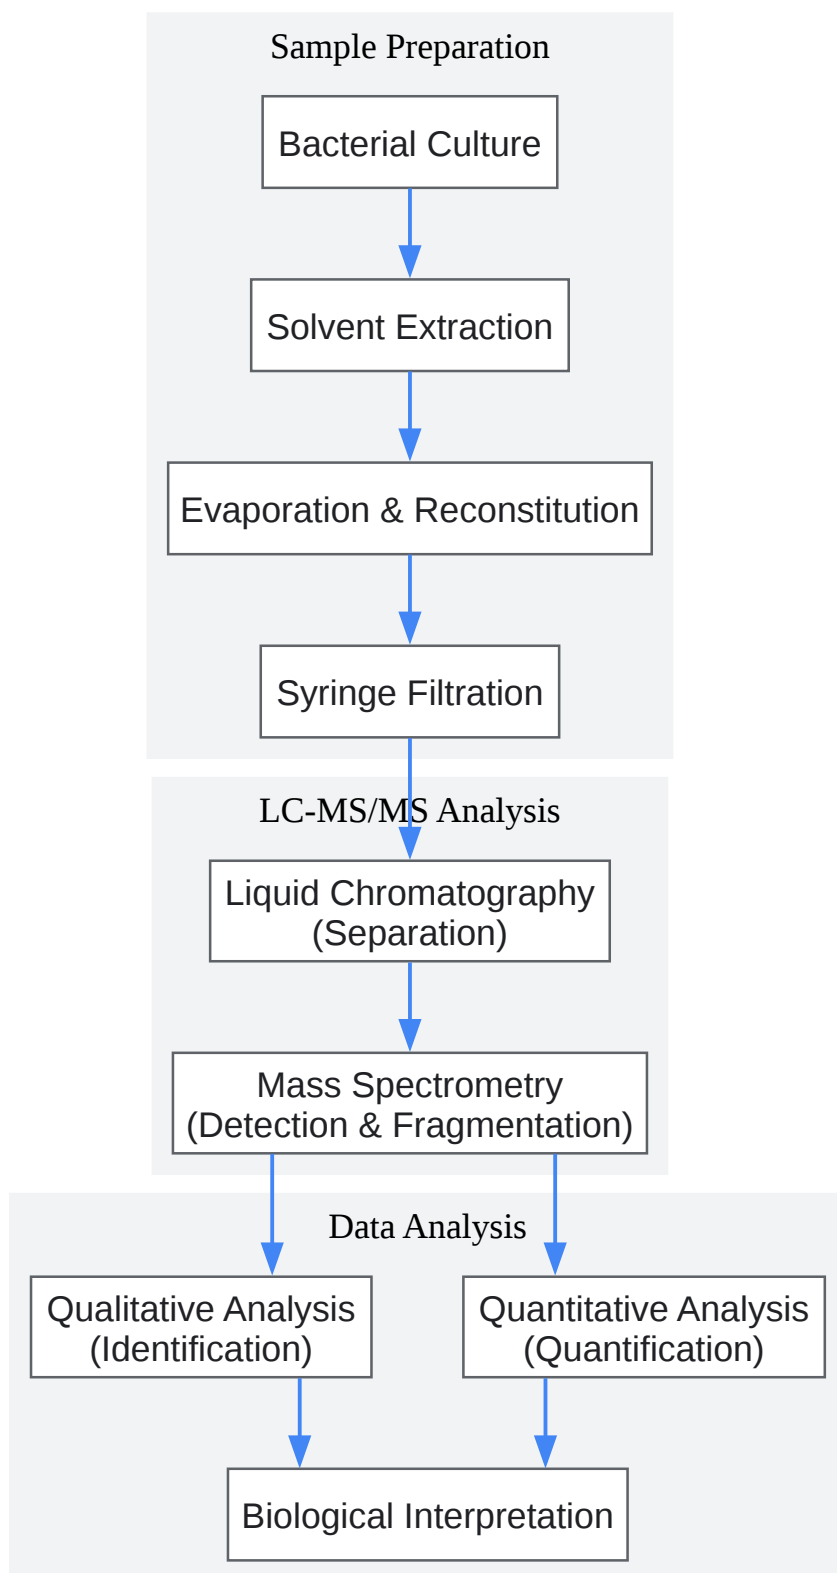 Sample Preparation
Bacterial Culture
Solvent Extraction
Evaporation & Reconstitution
Syringe Filtration
LC-MS/MS Analysis
Liquid Chromatography
(Separation)
Mass Spectrometry
(Detection & Fragmentation)
Data Analysis
Qualitative Analysis
(Identification)
Quantitative Analysis
(Quantification)
Biological Interpretation